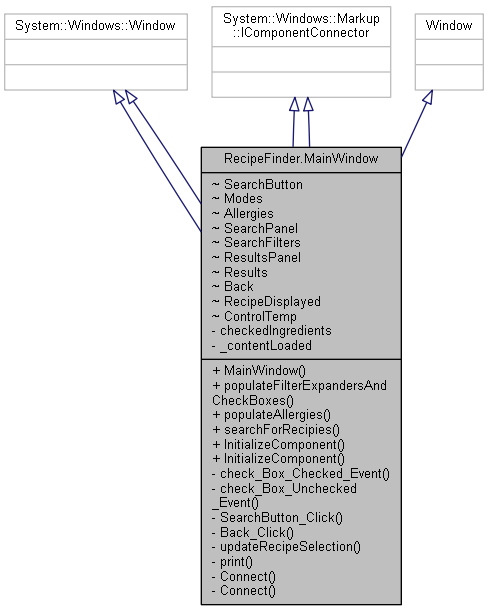 System::Windows::Window
System::Windows::Markup
::IComponentConnector
Window
RecipeFinder.MainWindow
~ SearchButton
~ Modes
~ Allergies
~ SearchPanel
~ SearchFilters
~ ResultsPanel
~ Results
~ Back
~ RecipeDisplayed
~ ControlTemp
- checkedIngredients
- _contentLoaded
+ MainWindow()
+ populateFilterExpandersAnd
CheckBoxes()
+ populateAllergies()
+ searchForRecipies()
+ InitializeComponent()
+ InitializeComponent()
- check_Box_Checked_Event()
- check_Box_Unchecked
_Event()
- SearchButton_Click()
- Back_Click()
- updateRecipeSelection()
- print()
- Connect()
- Connect()